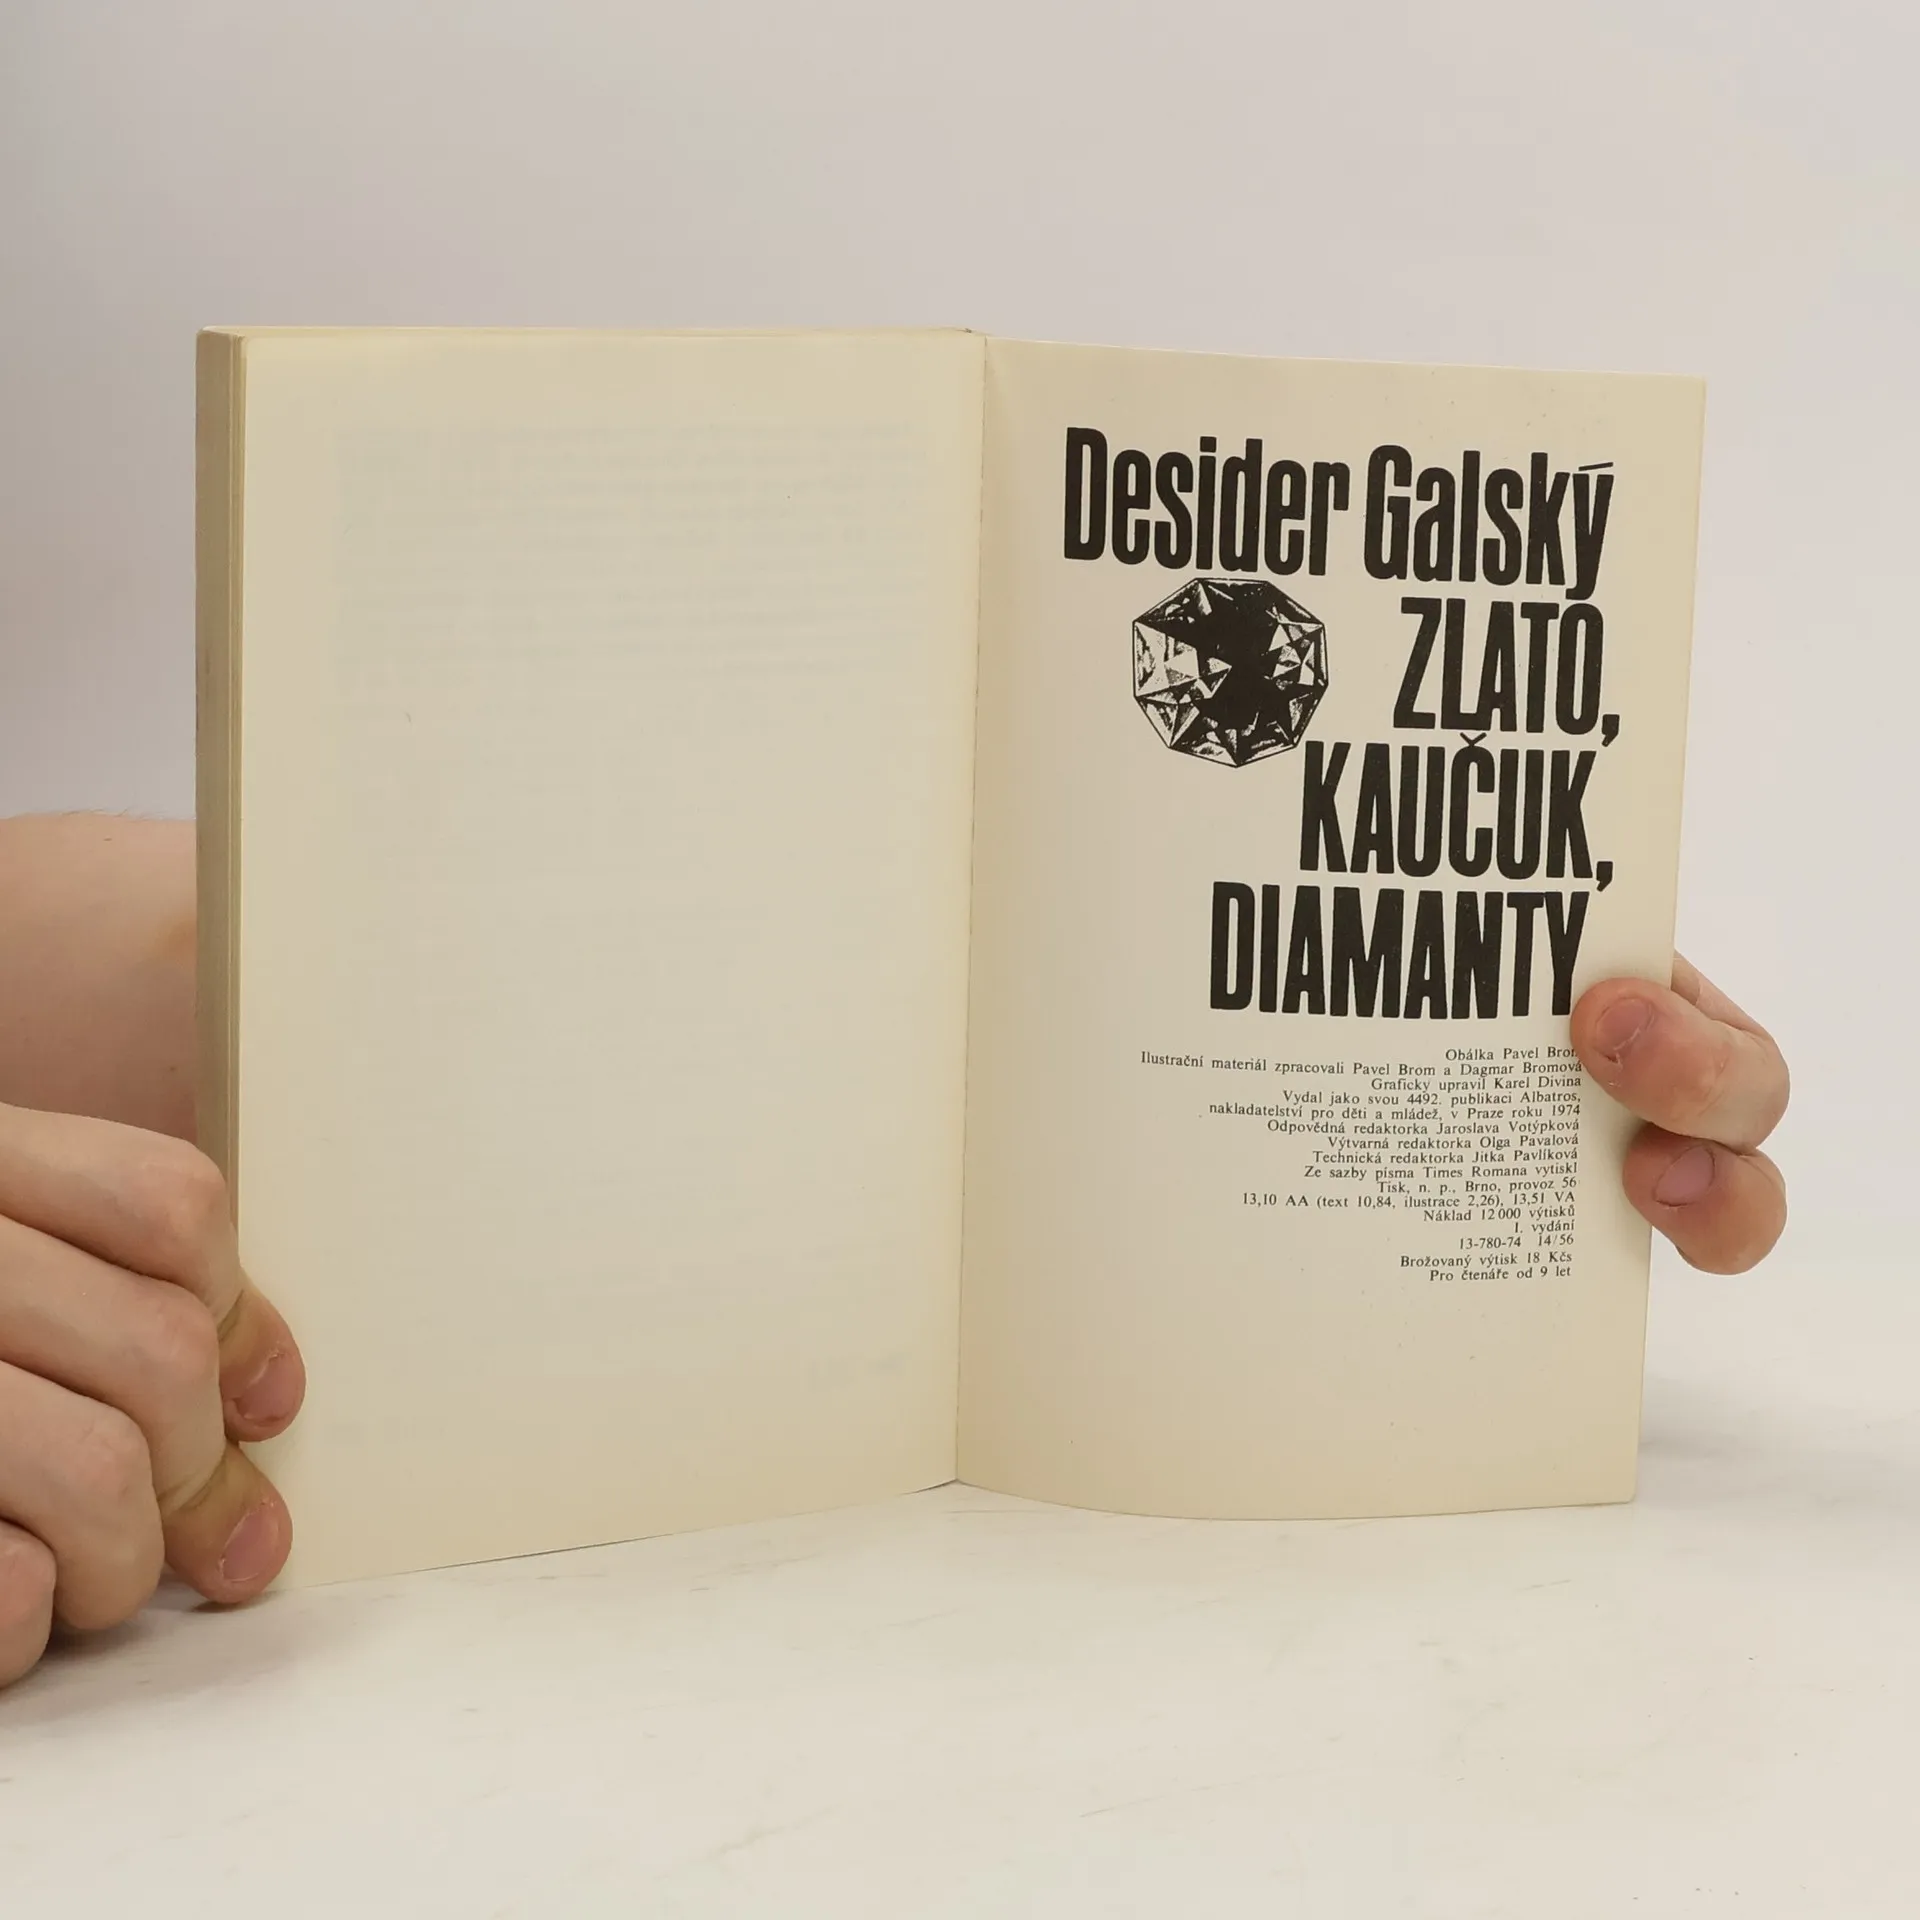 Desider Galský
ZLATO,
KAUČUK,
DIAMANTY
Obálka Pavel Brom
Ilustrační materiál zpracovali Pavel Brom a Dagmar Bromová
Graficky upravil Karel Divina
Vydal jako svou 4492. publikaci Albatros,
nakladatelství pro děti a mládež, v Praze roku 1974
Odpovědná redaktorka Jaroslava Votýpková
Výtvarná redaktorka Olga Pavalová
Technická redaktorka Jitka Pavlíková
Ze sazby písma Times Romana vytiskl
Tisk, n. p., Brno, provoz 56
13,10 AA (text 10,84, ilustrace 2,26), 13,51 VA
Náklad 12 000 výtisků
1. vydání
13-780-74 14/56
Brožovaný výtisk 18 Kčs
Pro čtenáře od 9 let